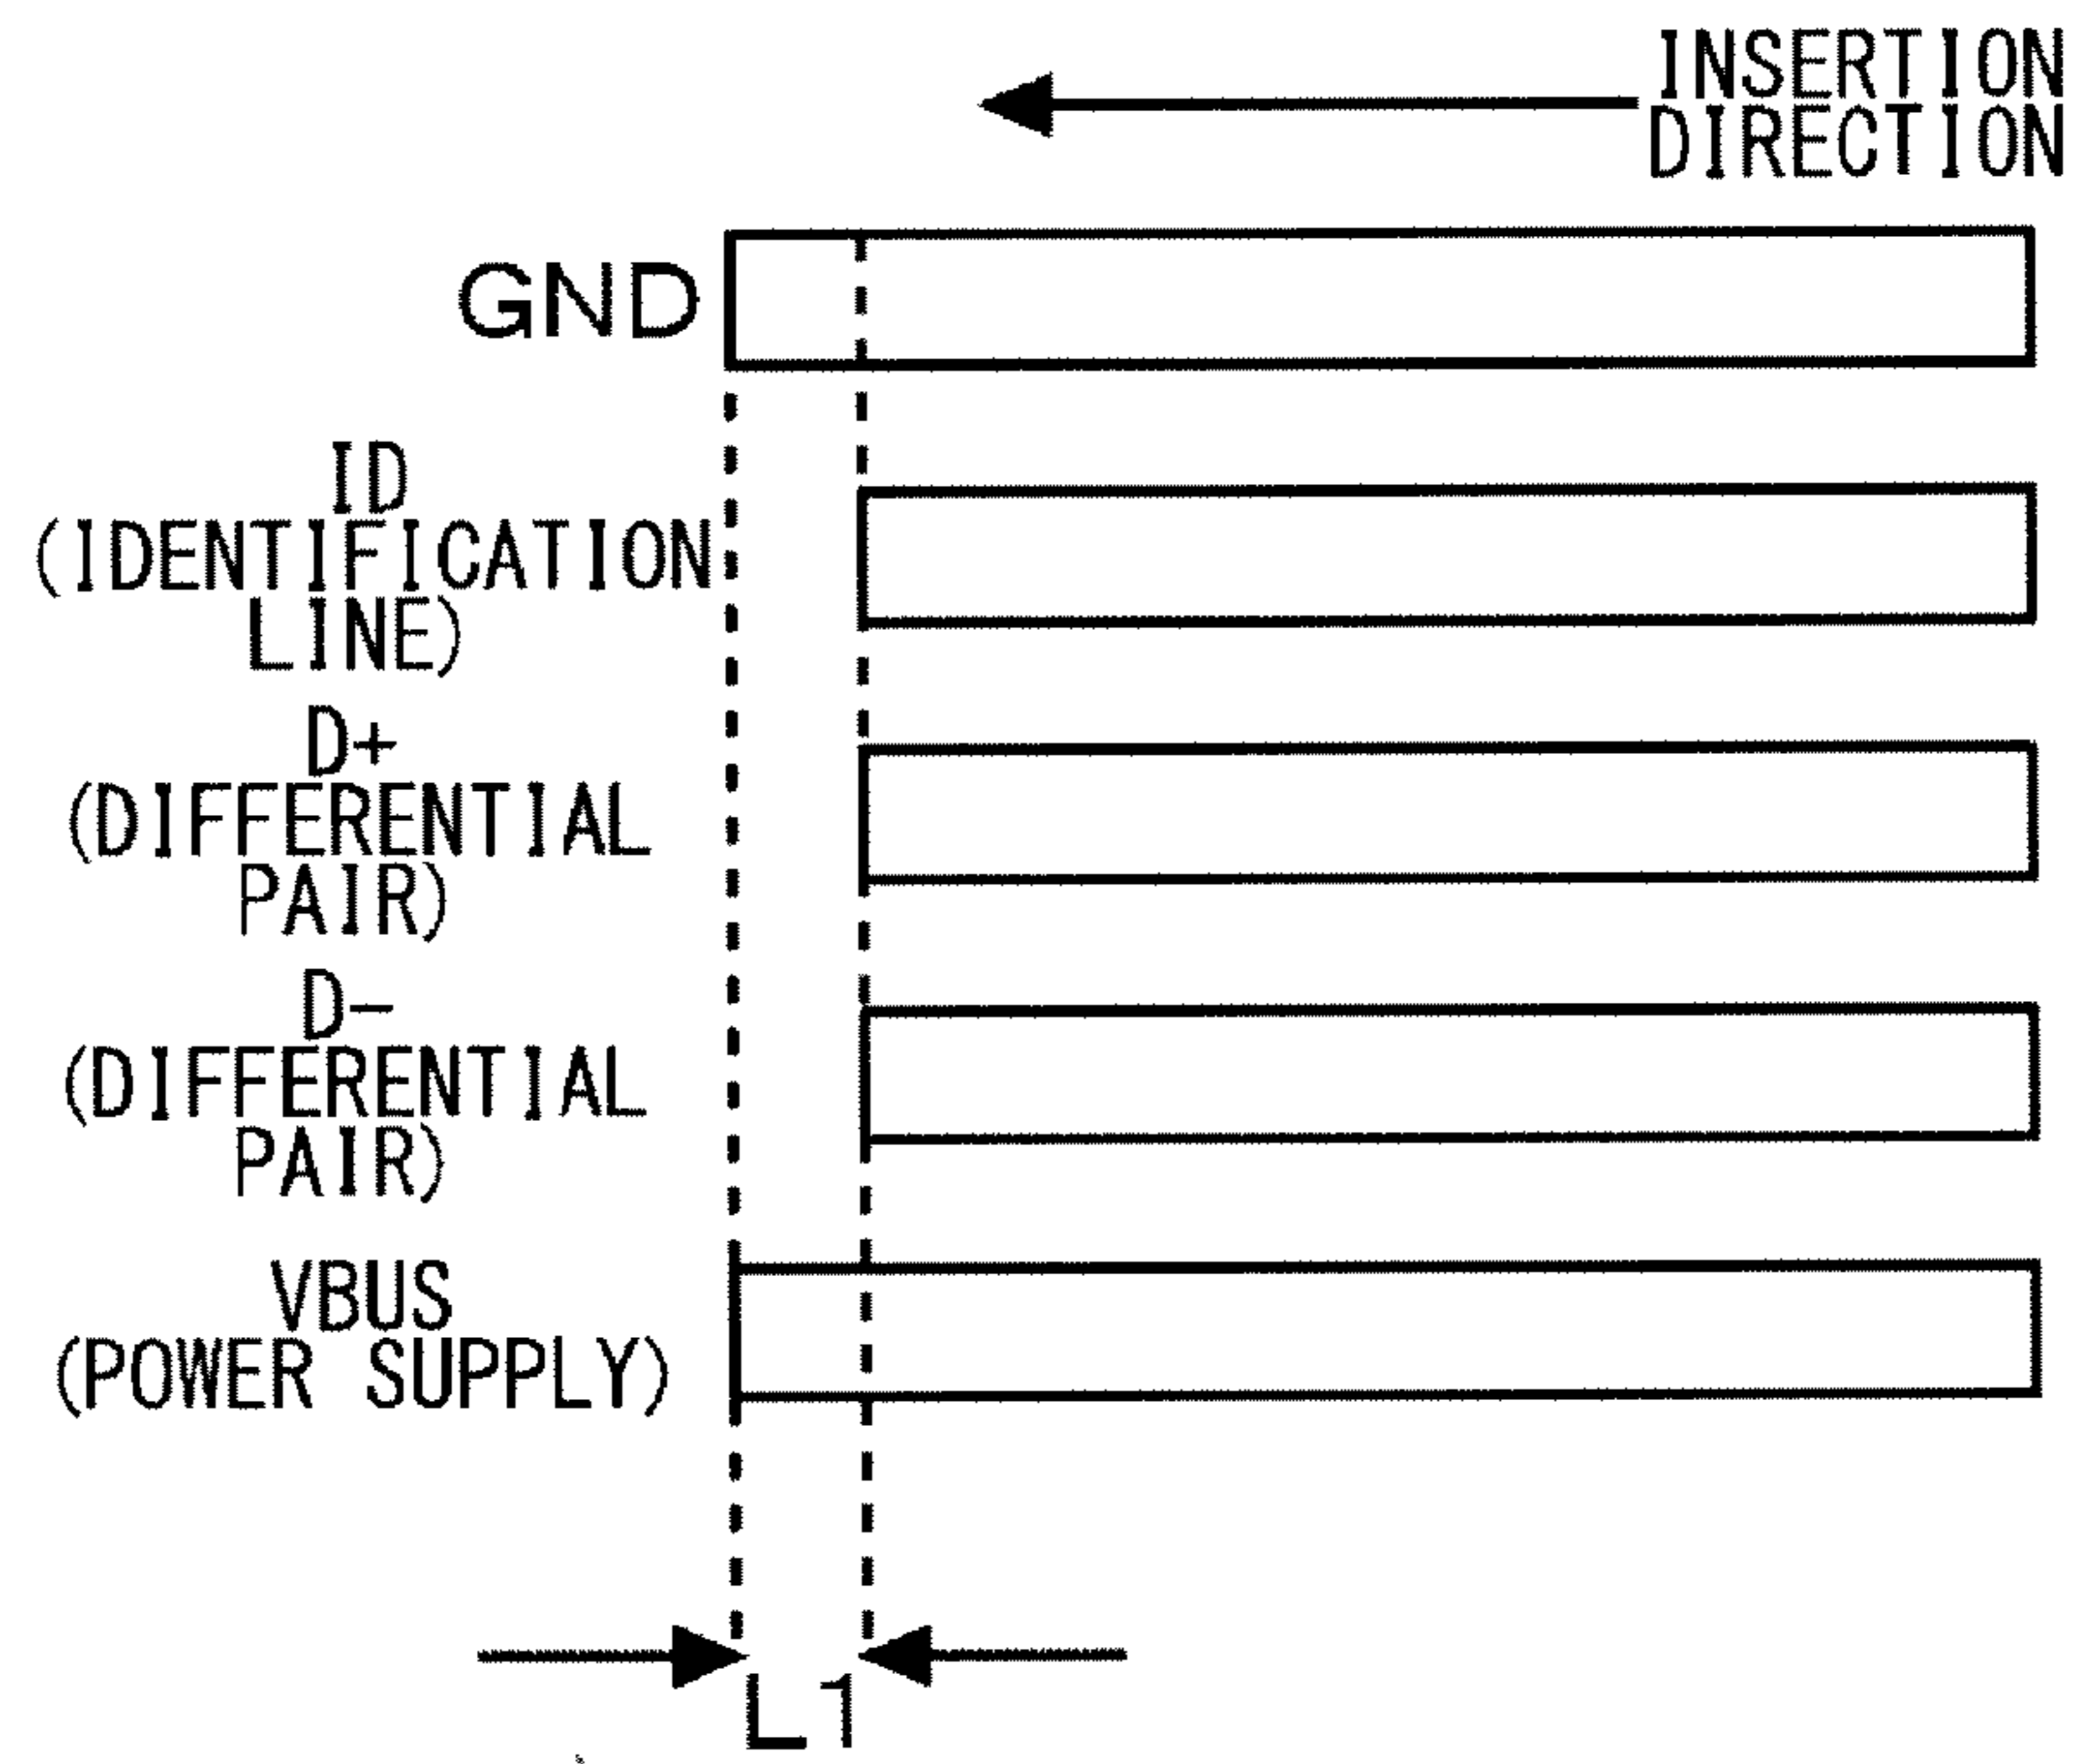 INSERTION
DIRECTION
GND
ID
(IDENTIFICATION
LINE)
D+
(DIFFERENTIAL
PAIR)
D-
(DIFFERENTIAL
PAIR)
VBUS
(POWER SUPPLY)
L1